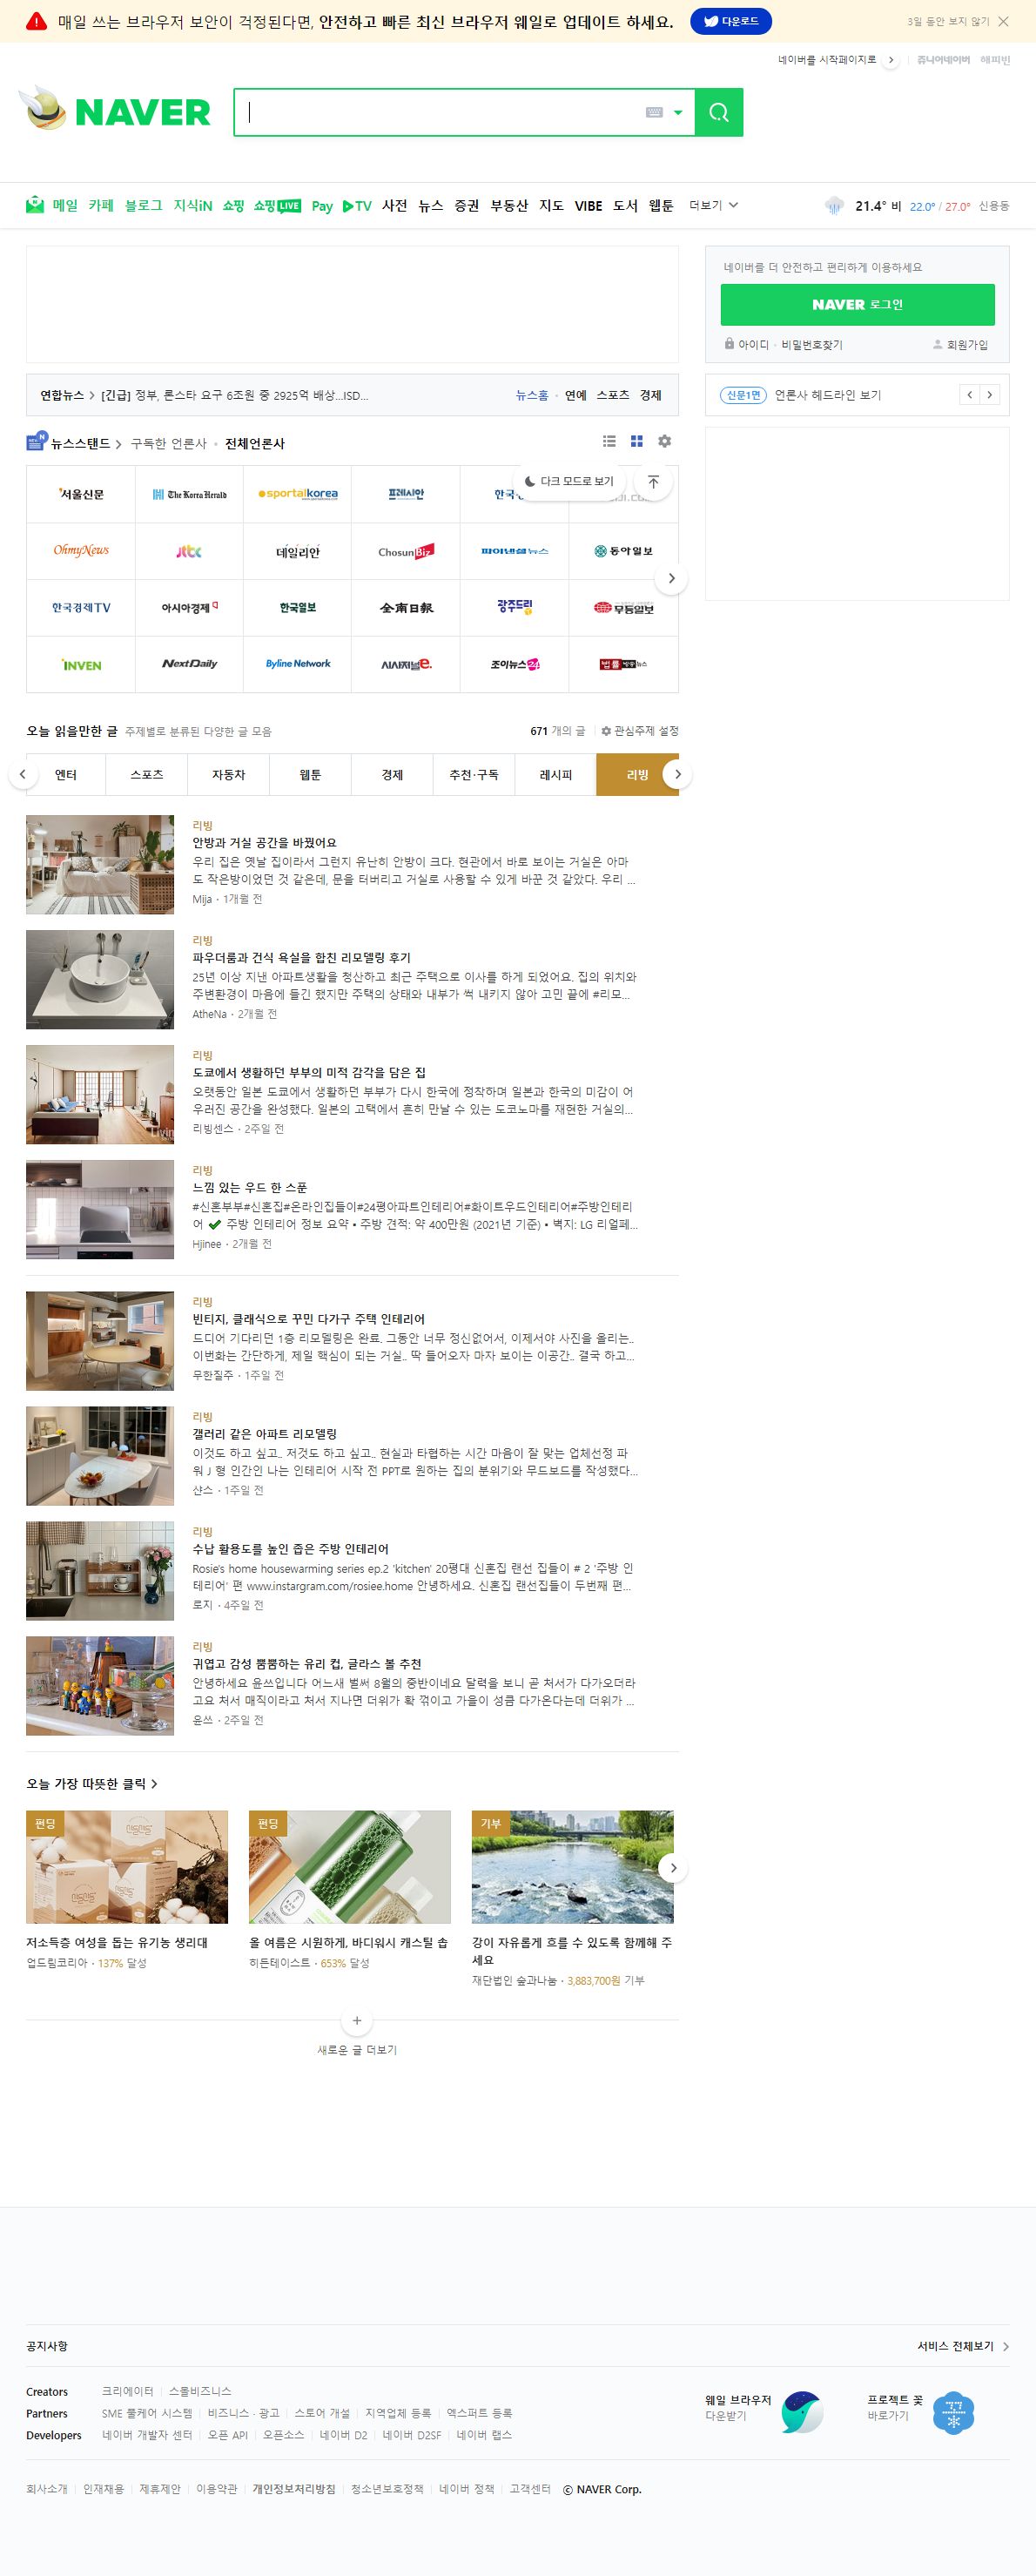 매일 쓰는 브라우저 보안이 걱정된다면, 안전하고 빠른 최신 브라우저 웨일로 업데이트 하세요. 다운로드 3일 동안 보지 않기
네이버를 시작페이지로 쥬니어네이버 해피빈
NAVER
메일 카페 블로그 지식iN 쇼핑 쇼핑LIVE Pay TV 사전 뉴스 증권 부동산 지도 VIBE 도서 웹툰 더보기 21.4° 비 22.0° / 27.0° 신용동
네이버를 더 안전하고 편리하게 이용하세요
NAVER 로그인
아이디 · 비밀번호찾기 회원가입
연합뉴스 [긴급] 정부, 론스타 요구 6조원 중 2925억 배상...ISD... 뉴스홈 · 연예 스포츠 경제
신문1면 언론사 헤드라인 보기
뉴스스탠드 구독한 언론사 · 전체언론사
다크 모드로 보기
서울신문 The Korea Herald sportalkorea 프레시안
OhmyNews jtbc 데일리안 ChosunBiz 파이낸셜뉴스 동아일보
한국경제TV 아시아경제 한국일보 全南日報 광주드림 무등일보
INVEN NextDaily Byline Network 시사저널e. 조이뉴스24 법률방송뉴스
오늘 읽을만한 글 주제별로 분류된 다양한 글 모음 671 개의 글 관심주제 설정
엔터 스포츠 자동차 웹툰 경제 추천·구독 레시피 리빙
리빙
안방과 거실 공간을 바꿨어요
우리 집은 옛날 집이라서 그런지 유난히 안방이 크다. 현관에서 바로 보이는 거실은 아마
도 작은방이었던 것 같은데, 문을 터버리고 거실로 사용할 수 있게 바꾼 것 같았다. 우리 ...
Mija · 1개월 전
리빙
파우더룸과 건식 욕실을 합친 리모델링 후기
25년 이상 지낸 아파트생활을 청산하고 최근 주택으로 이사를 하게 되었어요. 집의 위치와
주변환경이 마음에 들긴 했지만 주택의 상태와 내부가 썩 내키지 않아 고민 끝에 #리모...
AtheNa · 2개월 전
리빙
도쿄에서 생활하던 부부의 미적 감각을 담은 집
오랫동안 일본 도쿄에서 생활하던 부부가 다시 한국에 정착하며 일본과 한국의 미감이 어
우러진 공간을 완성했다. 일본의 고택에서 흔히 만날 수 있는 도코노마를 재현한 거실의...
리빙센스 · 2주일 전
리빙
느낌 있는 우드 한 스푼
#신혼부부#신혼집#온라인집들이#24평아파트인테리어#화이트우드인테리어#주방인테리
어 ✔ 주방 인테리어 정보 요약 • 주방 견적: 약 400만원 (2021년 기준) • 벽지: LG 리얼페...
Hjinee · 2개월 전
리빙
빈티지, 클래식으로 꾸민 다가구 주택 인테리어
드디어 기다리던 1층 리모델링은 완료. 그동안 너무 정신없어서, 이제서야 사진을 올리는..
이번화는 간단하게, 제일 핵심이 되는 거실.. 딱 들어오자 마자 보이는 이공간.. 결국 하고...
무한질주 · 1주일 전
리빙
갤러리 같은 아파트 리모델링
이것도 하고 싶고.. 저것도 하고 싶고.. 현실과 타협하는 시간 마음이 잘 맞는 업체선정 파
워 J 형 인간인 나는 인테리어 시작 전 PPT로 원하는 집의 분위기와 무드보드를 작성했다...
샨스 · 1주일 전
리빙
수납 활용도를 높인 좁은 주방 인테리어
Rosie's home housewarming series ep.2 'kitchen' 20평대 신혼집 랜선 집들이 # 2 '주방 인
테리어' 편 www.instargram.com/rosiee.home 안녕하세요. 신혼집 랜선집들이 두번째 편...
로지 · 4주일 전
리빙
귀엽고 감성 뿜뿜하는 유리 컵, 글라스 볼 추천
안녕하세요 윤쓰입니다 어느새 벌써 8월의 중반이네요 달력을 보니 곧 처서가 다가오더라
고요 처서 매직이라고 처서 지나면 더위가 확 꺾이고 가을이 성큼 다가온다는데 더위가 ...
윤쓰 · 2주일 전
오늘 가장 따뜻한 클릭
펀딩 펀딩 기부
저소득층 여성을 돕는 유기농 생리대
업드림코리아 · 137% 달성
올 여름은 시원하게, 바디워시 캐스틸 솝
히든테이스트 · 653% 달성
강이 자유롭게 흐를 수 있도록 함께해 주
세요
재단법인 숲과나눔 · 3,883,700원 기부
새로운 글 더보기
공지사항 서비스 전체보기
Creators 크리에이터 스몰비즈니스
Partners SME 풀케어 시스템 비즈니스 · 광고 스토어 개설 지역업체 등록 엑스퍼트 등록
Developers 네이버 개발자 센터 오픈 API 오픈소스 네이버 D2 네이버 D2SF 네이버 랩스
웨일 브라우저
다운받기
프로젝트 꽃
바로가기
회사소개 인재채용 제휴제안 이용약관 개인정보처리방침 청소년보호정책 네이버 정책 고객센터 ⓒ NAVER Corp.